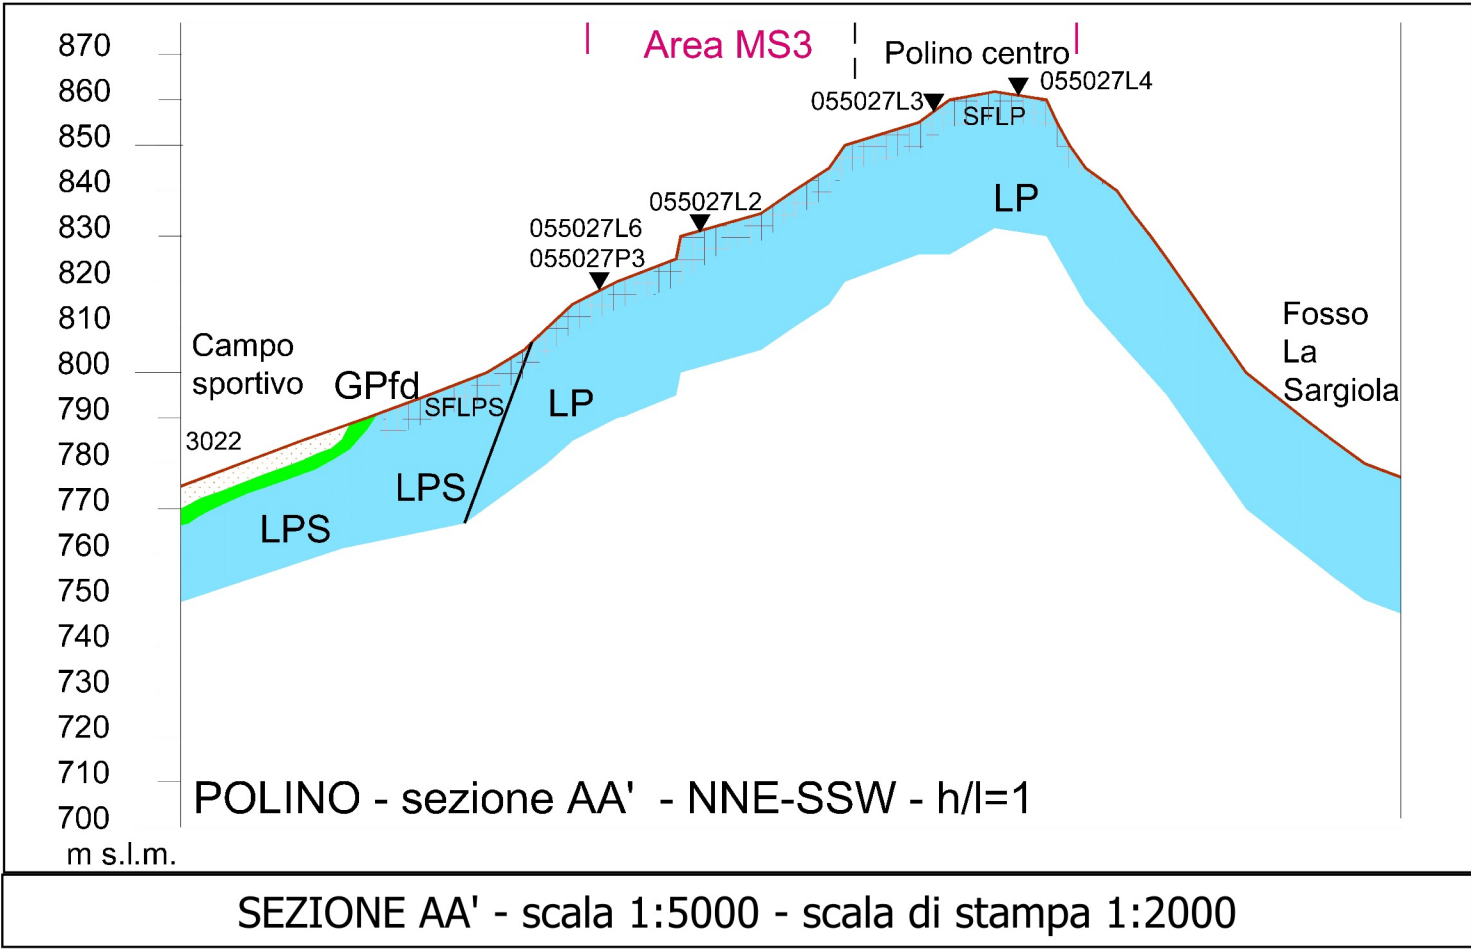 870
860
850
840
830
820
810
800
790
780
770
760
750
740
730
720
710
700
m s.l.m.
Area MS3
Polino centro
055027L4
055027L3
SFLP
LP
055027L2
055027L6
055027P3
Campo
sportivo
GPfd
SFLPS
LP
3022
LPS
LPS
Fosso
La
Sargiola
POLINO - sezione AA' - NNE-SSW - h/l=1
SEZIONE AA' - scala 1:5000 - scala di stampa 1:2000